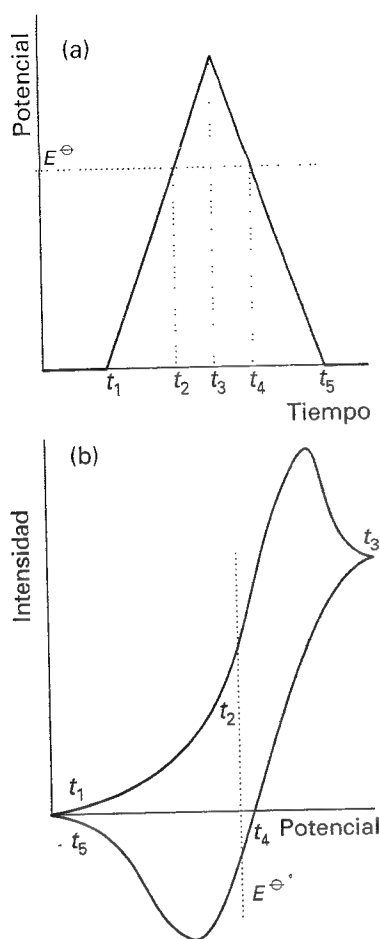 (a)
Potencial
E⊖
t1 t2 t3 t4 t5
Tiempo
(b)
Intensidad
t3
t2
t1
t4 Potencial
t5
E⊖